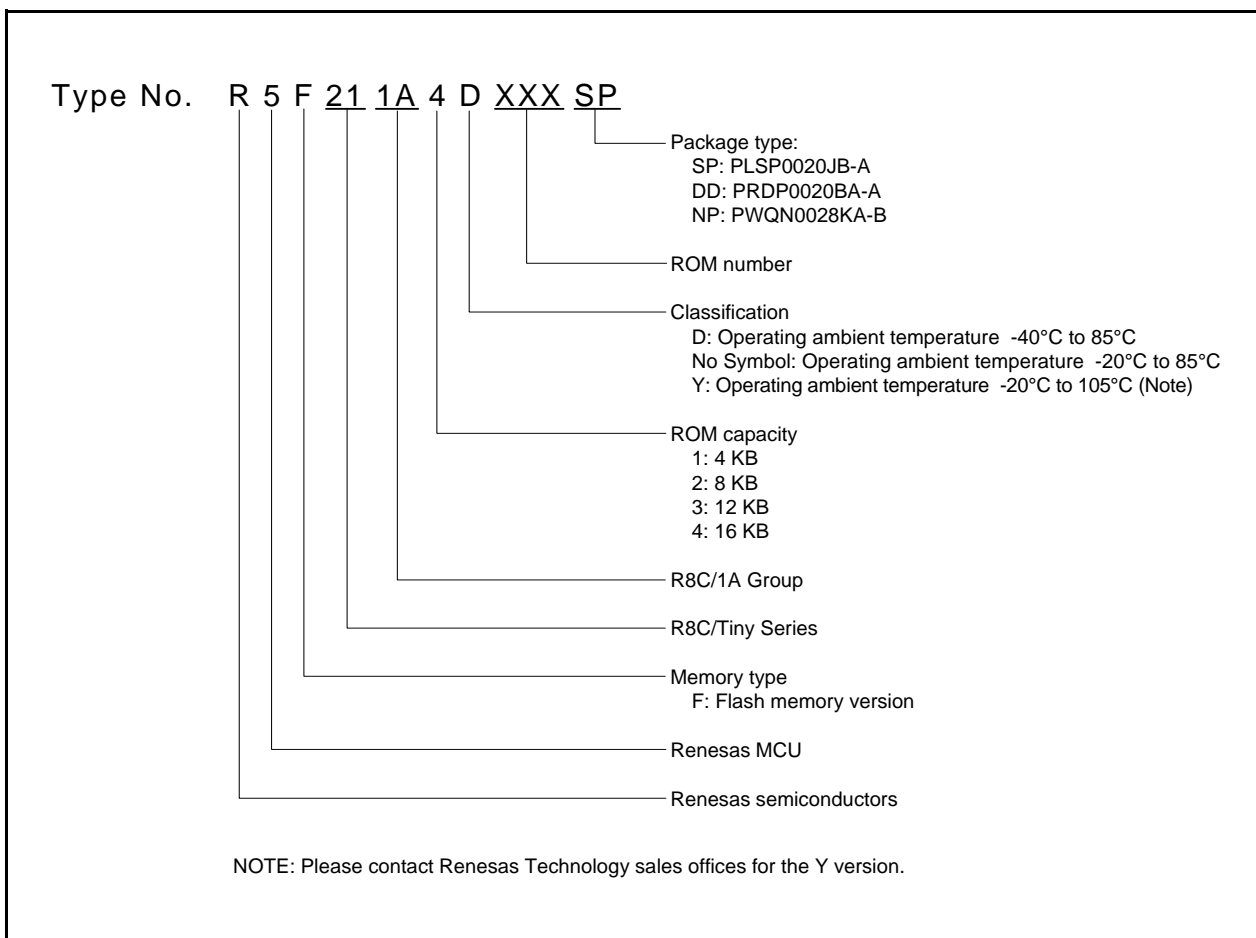 Type No. R 5 F 21 1A 4 D XXX SP
Package type:
SP: PLSP0020JB-A
DD: PRDP0020BA-A
NP: PWQN0028KA-B
ROM number
Classification
D: Operating ambient temperature -40°C to 85°C
No Symbol: Operating ambient temperature -20°C to 85°C
Y: Operating ambient temperature -20°C to 105°C (Note)
ROM capacity
1: 4 KB
2: 8 KB
3: 12 KB
4: 16 KB
R8C/1A Group
R8C/Tiny Series
Memory type
F: Flash memory version
Renesas MCU
Renesas semiconductors
NOTE: Please contact Renesas Technology sales offices for the Y version.